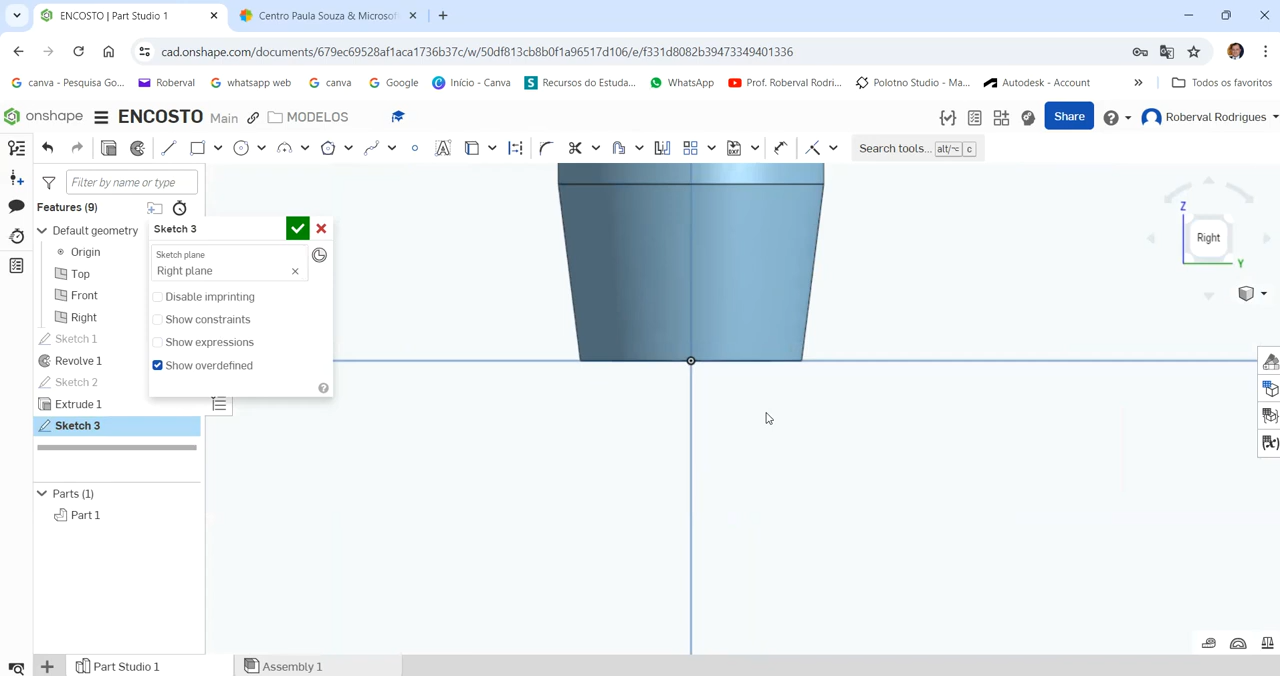 ENCOSTO | Part Studio 1
Centro Paula Souza & Microsof
cad.onshape.com/documents/679ec69528af1aca1736b37c/w/50df813cb8b0f1a96517d106/e/f331d8082b39473349401336
canva - Pesquisa Go...
Roberval
whatsapp web
canva
Google
Início - Canva
Recursos do Estuda...
WhatsApp
Prof. Roberval Rodri...
Polotno Studio - Ma...
Autodesk - Account
»
Todos os favoritos
onshape
ENCOSTO
Main
MODELOS
Share
Roberval Rodrigues
Search tools...
alt/⌥
c
Filter by name or type
Features (9)
Default geometry
Origin
Top
Front
Right
Sketch 1
Revolve 1
Sketch 2
Extrude 1
Sketch 3
Parts (1)
Part 1
Sketch 3
Sketch plane
Right plane
Disable imprinting
Show constraints
Show expressions
Show overdefined
Z
Right
Y
Part Studio 1
Assembly 1